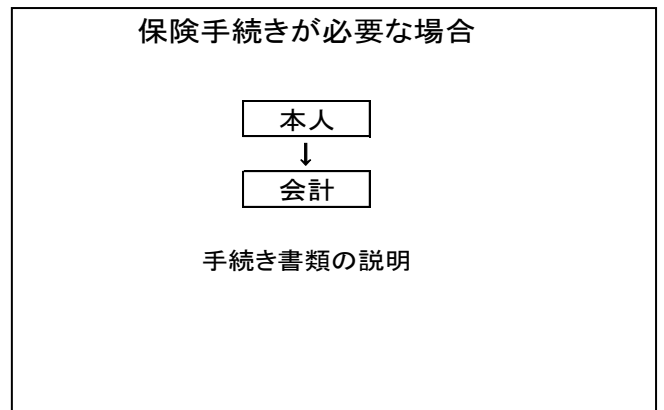 保険手続きが必要な場合
本人
↓
会計
手続き書類の説明